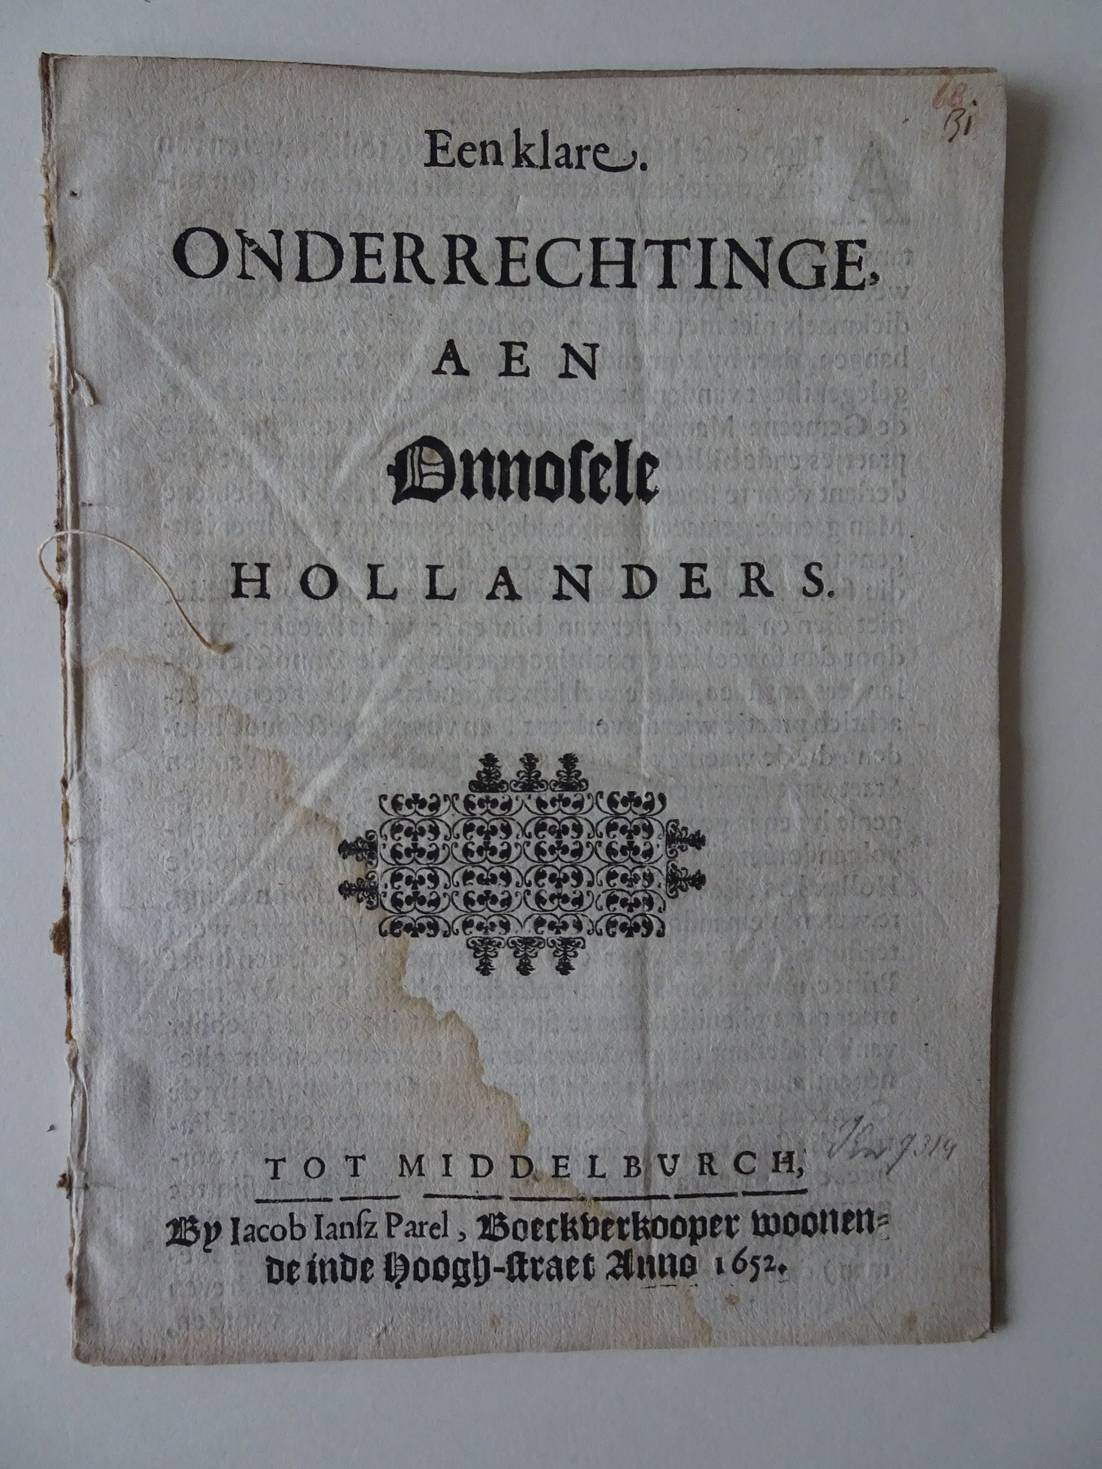 Een klare.
ONDERRECHTINGE,
AEN
Onnoſele
HOLLANDERS.
TOT MIDDELBVRCH,
By Iacob Ianſz Parel, Boeckverkooper woonen⸗
de inde Hoogh-ſtraet Anno 1652.